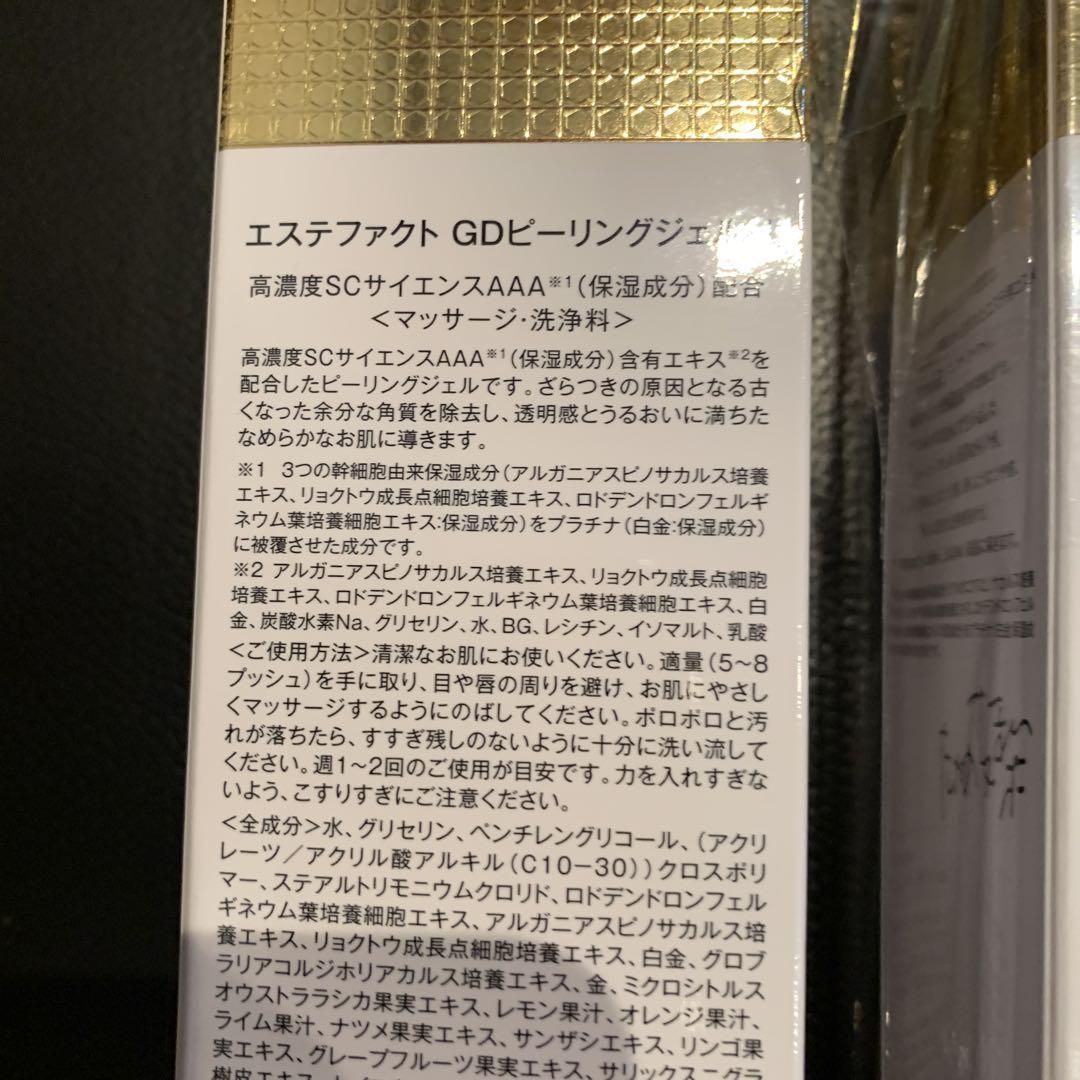 エステファクト GDピーリングジェル
高濃度SCサイエンスAAA※1(保湿成分)配合
<マッサージ・洗浄料>
高濃度SCサイエンスAAA※1(保湿成分)含有エキス※2を
配合したピーリングジェルです。ざらつきの原因となる古
くなった余分な角質を除去し、透明感とうるおいに満ちた
なめらかなお肌に導きます。
※1 3つの幹細胞由来保湿成分(アルガニアスピノサカルス培養
エキス、リョクトウ成長点細胞培養エキス、ロドデンドロンフェルギ
ネウム葉培養細胞エキス:保湿成分)をプラチナ(白金:保湿成分)
に被覆させた成分です。
※2 アルガニアスピノサカルス培養エキス、リョクトウ成長点細胞
培養エキス、ロドデンドロンフェルギネウム葉培養細胞エキス、白
金、炭酸水素Na、グリセリン、水、BG、レシチン、イソマルト、乳酸
<ご使用方法>清潔なお肌にお使いください。適量(5~8
プッシュ)を手に取り、目や唇の周りを避け、お肌にやさし
くマッサージするようにのばしてください。ポロポロと汚
れが落ちたら、すすぎ残しのないように十分に洗い流して
ください。週1~2回のご使用が目安です。力を入れすぎな
いよう、こすりすぎにご注意ください。
<全成分>水、グリセリン、ペンチレングリコール、(アクリ
レーツ/アクリル酸アルキル(C10-30))クロスポリ
マー、ステアルトリモニウムクロリド、ロドデンドロンフェル
ギネウム葉培養細胞エキス、アルガニアスピノサカルス培
養エキス、リョクトウ成長点細胞培養エキス、白金、グロブ
ラリアコルジホリアカルス培養エキス、金、ミクロシトルス
オウストララシカ果実エキス、レモン果汁、オレンジ果汁、
ライム果汁、ナツメ果実エキス、サンザシエキス、リンゴ果
実エキス、グレープフルーツ果実エキス、サリックスニグラ
樹皮エキス